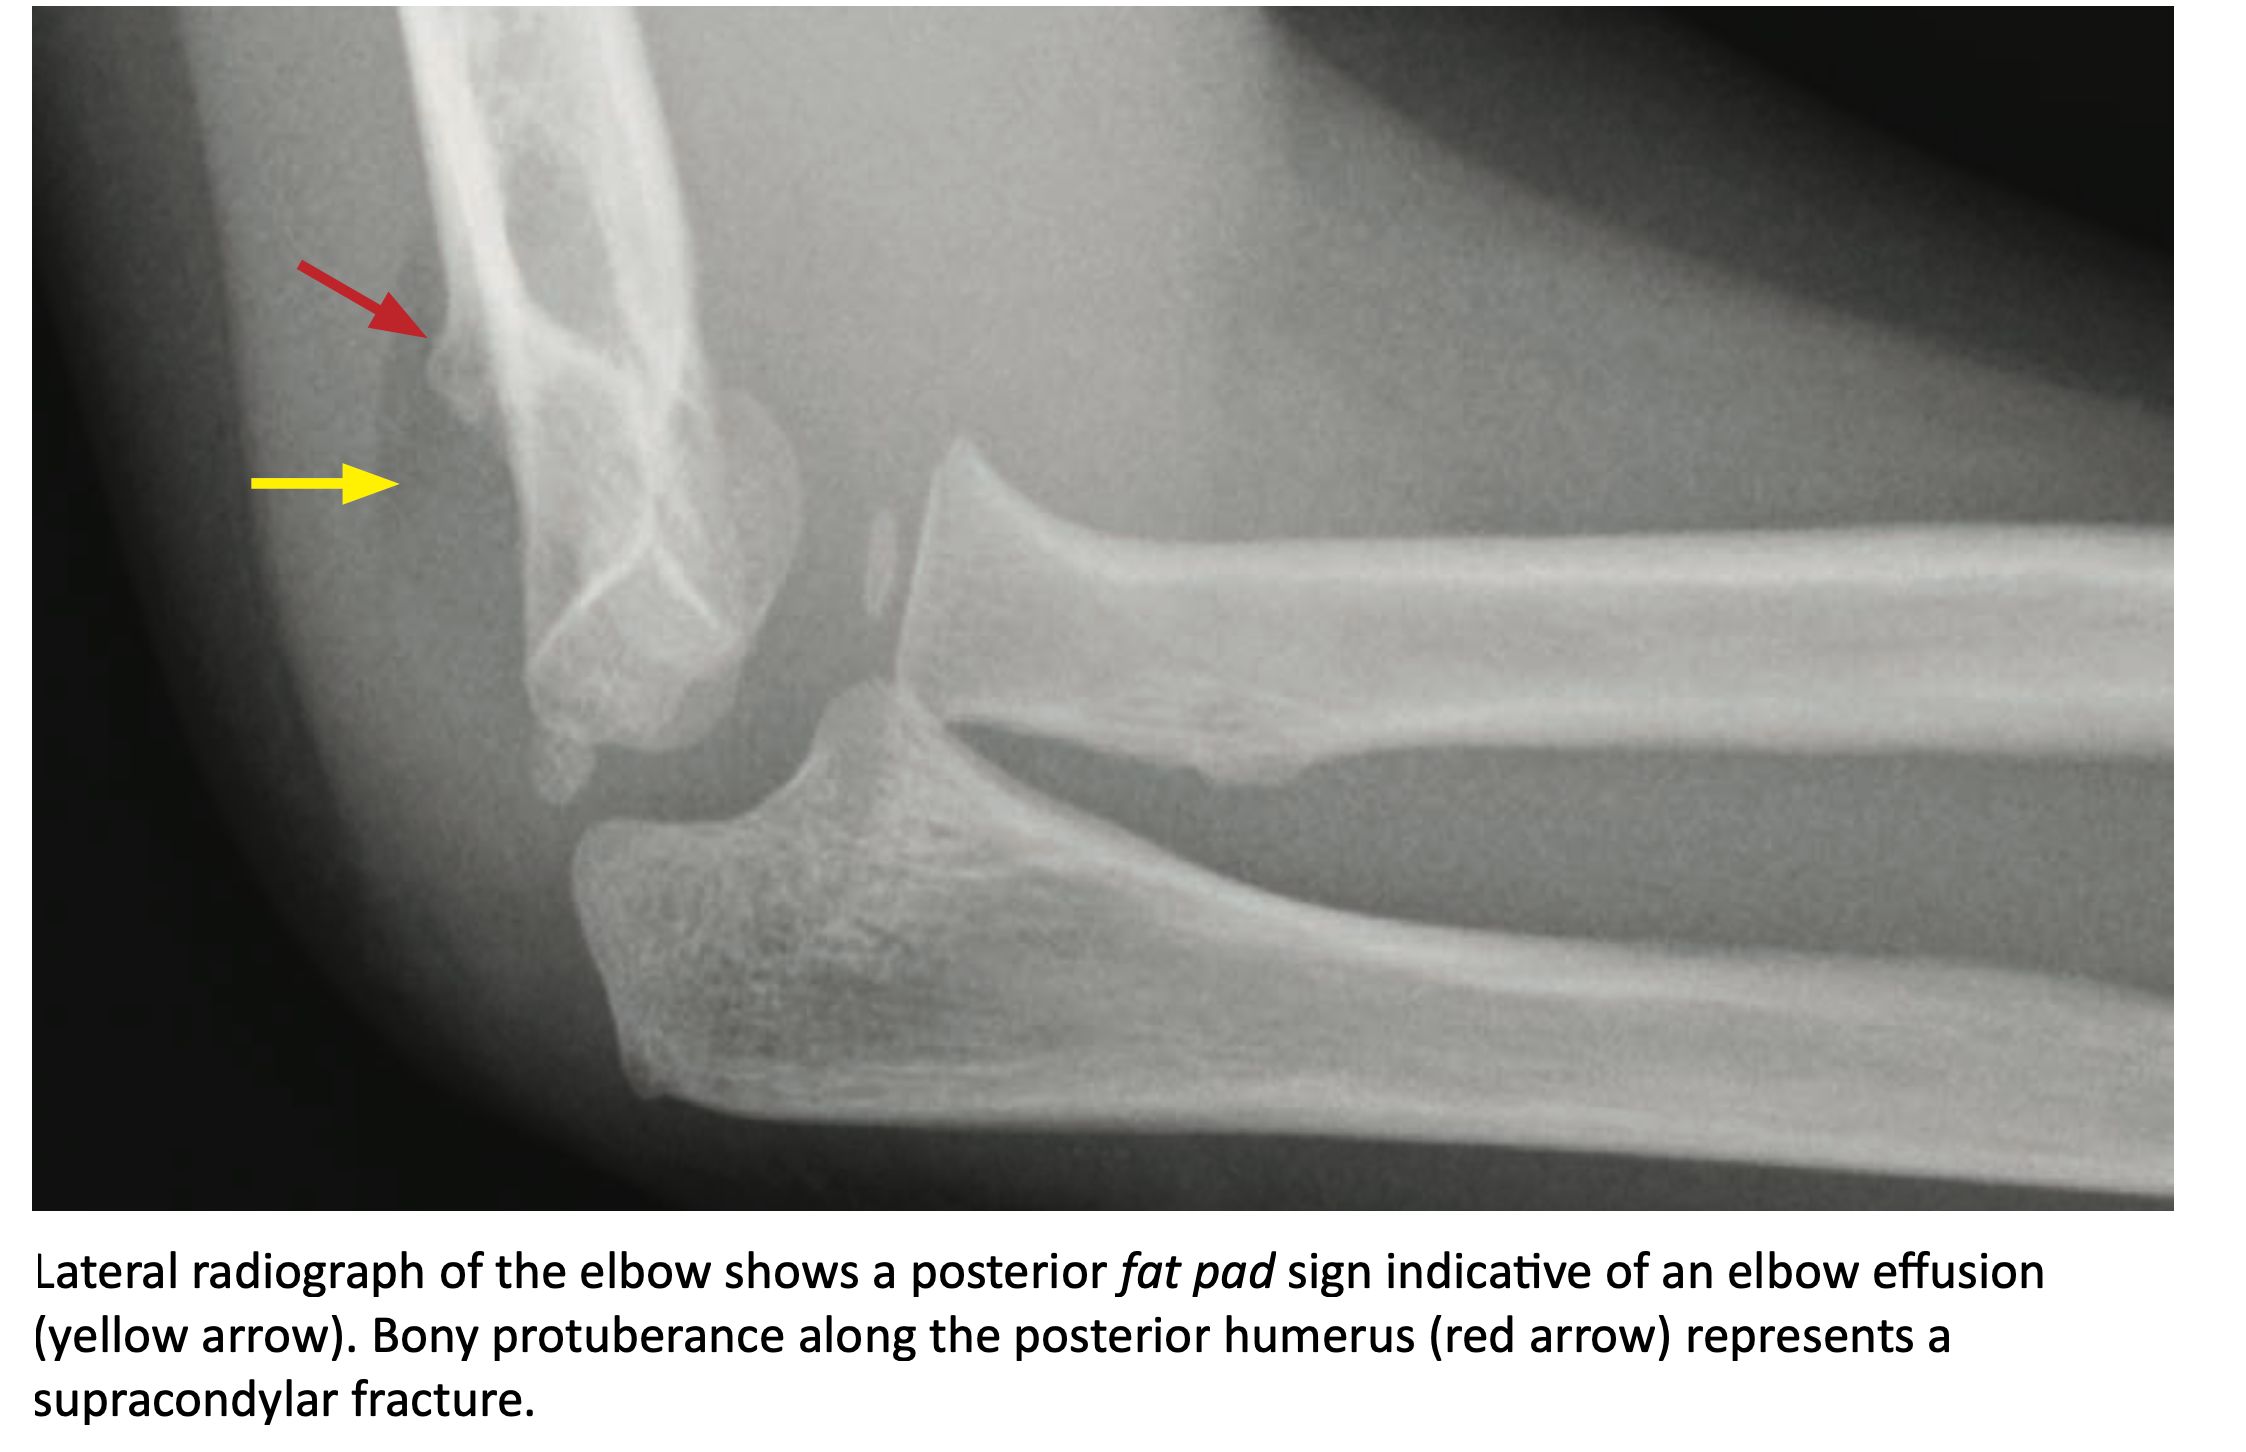 Lateral radiograph of the elbow shows a posterior fat pad sign indicative of an elbow effusion
(yellow arrow). Bony protuberance along the posterior humerus (red arrow) represents a
supracondylar fracture.